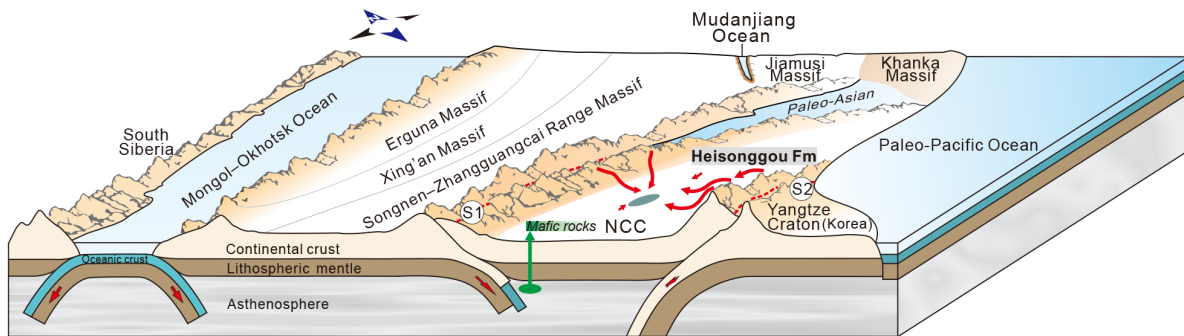 N
Mudanjiang
Ocean
Jiamusi
Massif
Khanka
Massif
South
Siberia
Mongol–Okhotsk Ocean
Erguna Massif
Xing'an Massif
Songnen–Zhangguangcai Range Massif
Paleo-Asian
Paleo-Pacific Ocean
Heisonggou Fm
S1
S2
Mafic rocks
NCC
Yangtze
Craton (Korea)
Oceanic crust
Continental crust
Lithospheric mentle
Asthenosphere